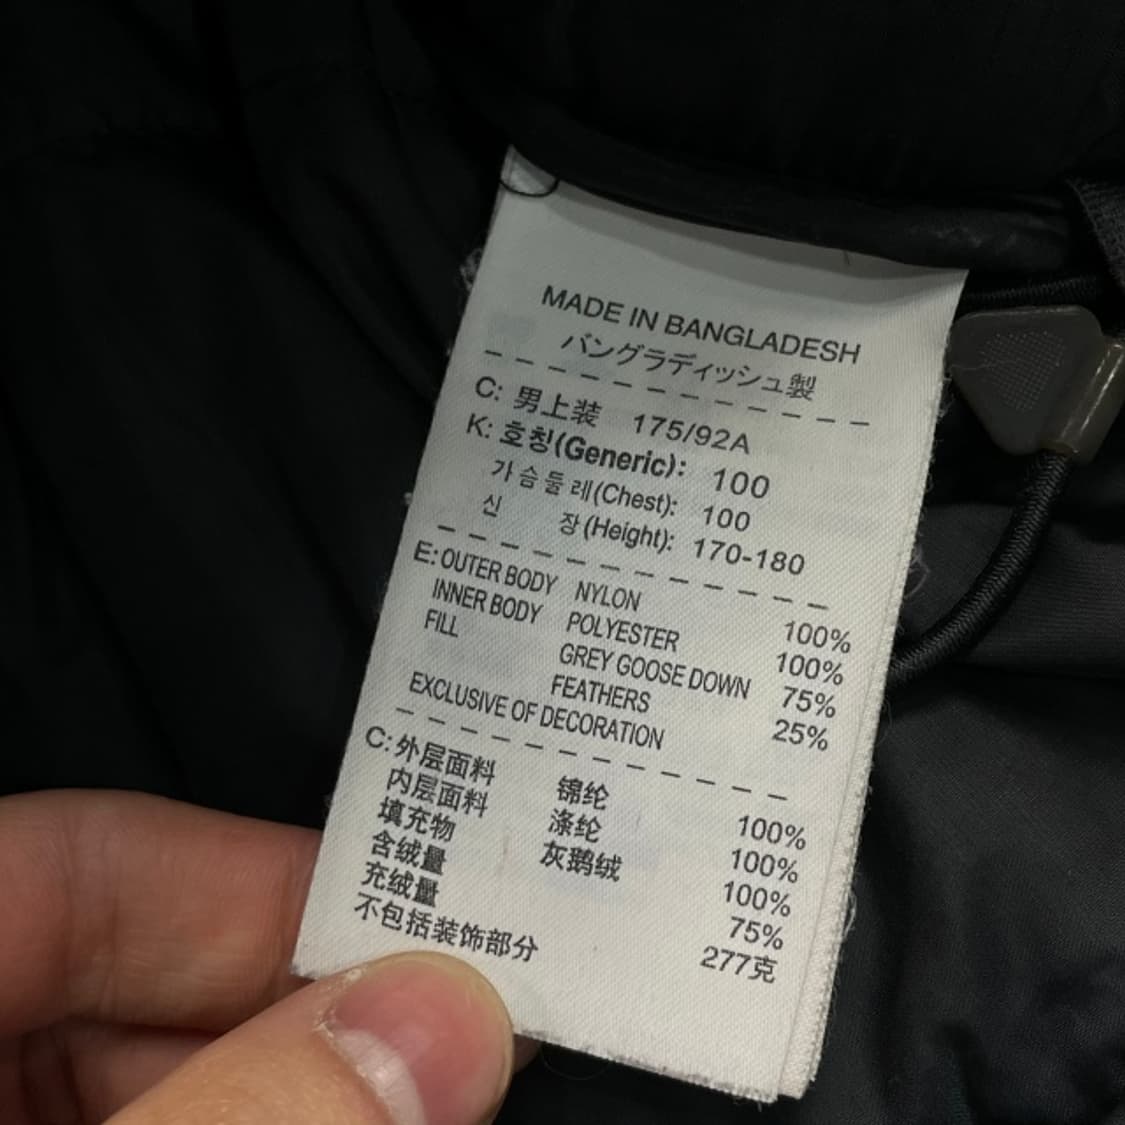 MADE IN BANGLADESH
バングラディッシュ製
C: 男上装 175/92A
K: 호칭(Generic): 100
가슴둘레(Chest): 100
신 장(Height): 170-180
E: OUTER BODY NYLON 100%
INNER BODY POLYESTER 100%
FILL GREY GOOSE DOWN 75%
FEATHERS 25%
EXCLUSIVE OF DECORATION
C: 外层面料 锦纶 100%
内层面料 涤纶 100%
填充物 灰鹅绒 100%
含绒量 75%
充绒量 277克
不包括装饰部分